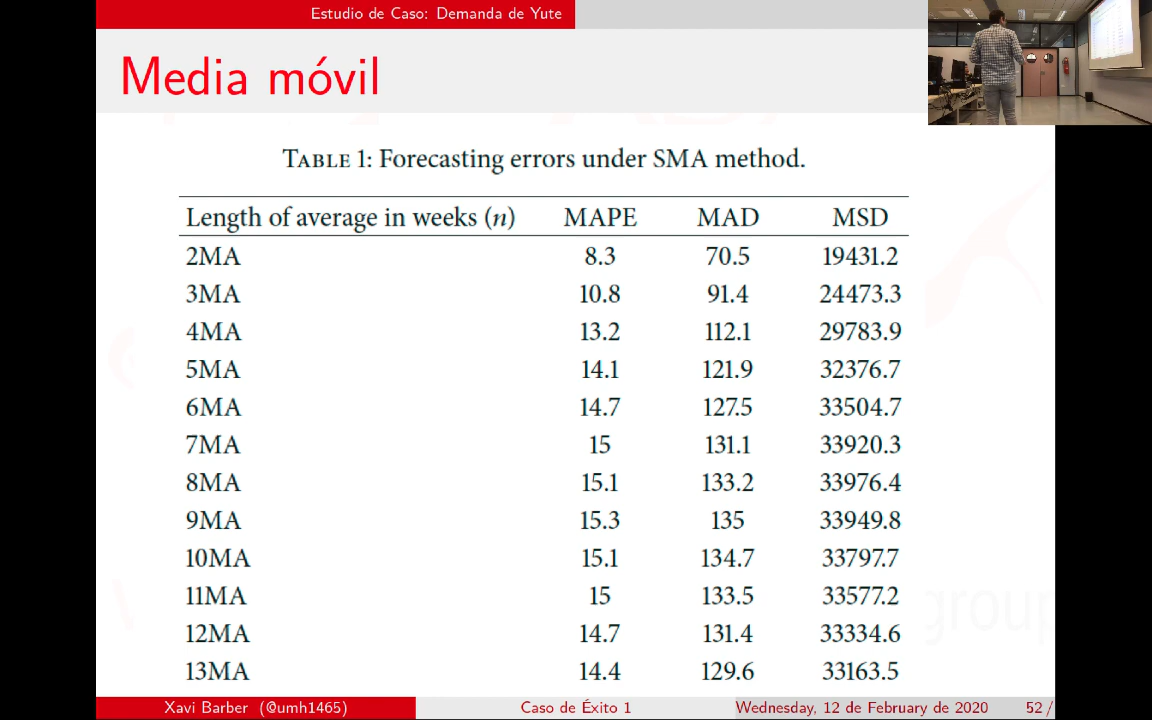 Estudio de Caso: Demanda de Yute
Media móvil
TABLE 1: Forecasting errors under SMA method.
Length of average in weeks (n) MAPE MAD MSD
2MA 8.3 70.5 19431.2
3MA 10.8 91.4 24473.3
4MA 13.2 112.1 29783.9
5MA 14.1 121.9 32376.7
6MA 14.7 127.5 33504.7
7MA 15 131.1 33920.3
8MA 15.1 133.2 33976.4
9MA 15.3 135 33949.8
10MA 15.1 134.7 33797.7
11MA 15 133.5 33577.2
12MA 14.7 131.4 33334.6
13MA 14.4 129.6 33163.5
group
Xavi Barber (@umh1465) Caso de Éxito 1 Wednesday, 12 de February de 2020 52 /